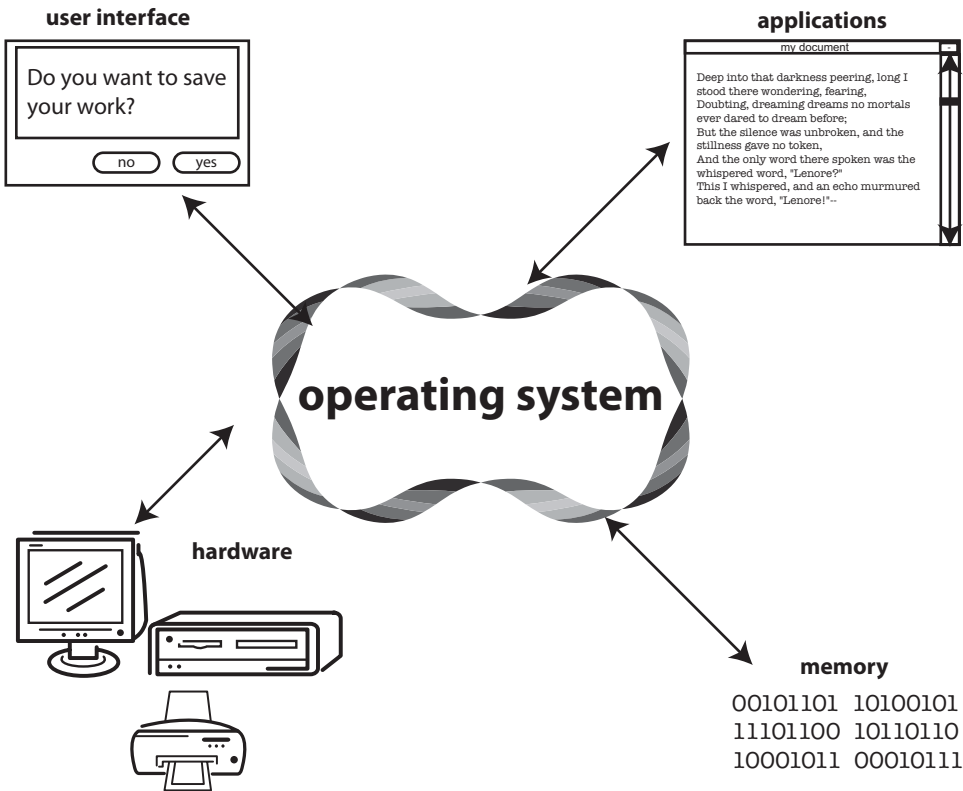 user interface
Do you want to save
your work?
no yes
applications
my document
-
Deep into that darkness peering, long I
stood there wondering, fearing,
Doubting, dreaming dreams no mortals
ever dared to dream before;
But the silence was unbroken, and the
stillness gave no token,
And the only word there spoken was the
whispered word, "Lenore?"
This I whispered, and an echo murmured
back the word, "Lenore!"--
operating system
hardware
memory
00101101 10100101
11101100 10110110
10001011 00010111